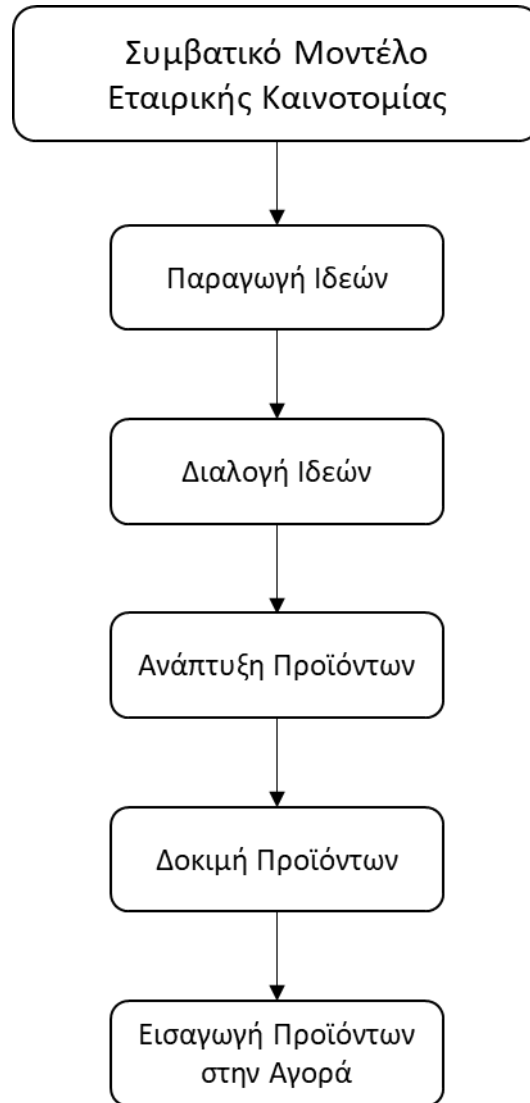 Συμβατικό Μοντέλο
Εταιρικής Καινοτομίας
Παραγωγή Ιδεών
Διαλογή Ιδεών
Ανάπτυξη Προϊόντων
Δοκιμή Προϊόντων
Εισαγωγή Προϊόντων
στην Αγορά